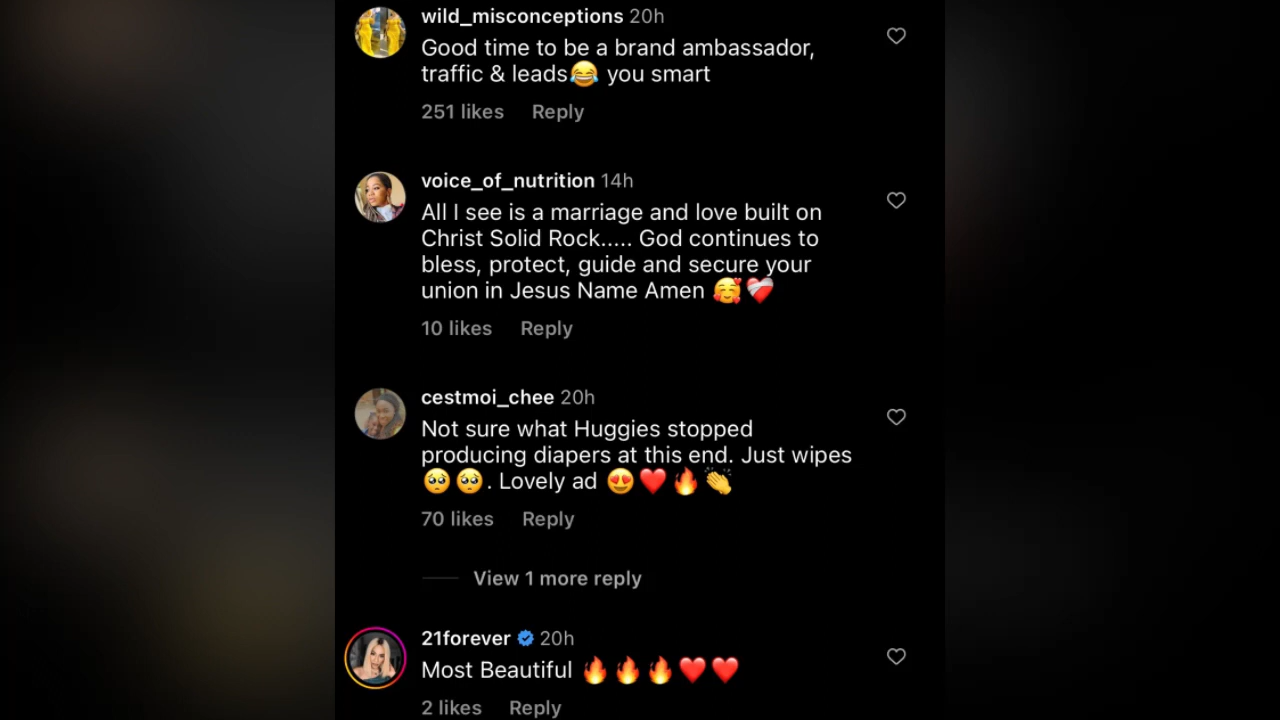 wild_misconceptions 20h
Good time to be a brand ambassador,
traffic & leads😂 you smart
251 likes Reply
voice_of_nutrition 14h
All I see is a marriage and love built on
Christ Solid Rock..... God continues to
bless, protect, guide and secure your
union in Jesus Name Amen 🥰❤️‍🩹
10 likes Reply
cestmoi_chee 20h
Not sure what Huggies stopped
producing diapers at this end. Just wipes
🥺🥺. Lovely ad 😍❤️🔥👏
70 likes Reply
View 1 more reply
21forever 20h
Most Beautiful 🔥🔥🔥❤️❤️
2 likes Reply